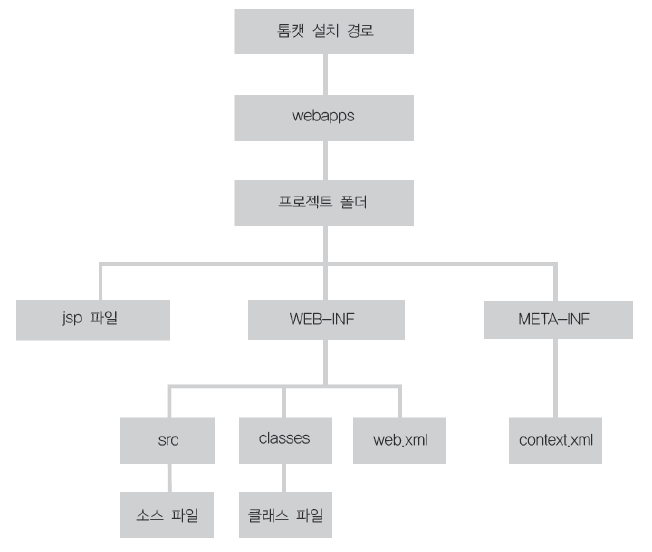 톰캣 설치 경로
webapps
프로젝트 폴더
jsp 파일
WEB-INF
META-INF
src
classes
web.xml
context.xml
소스 파일
클래스 파일